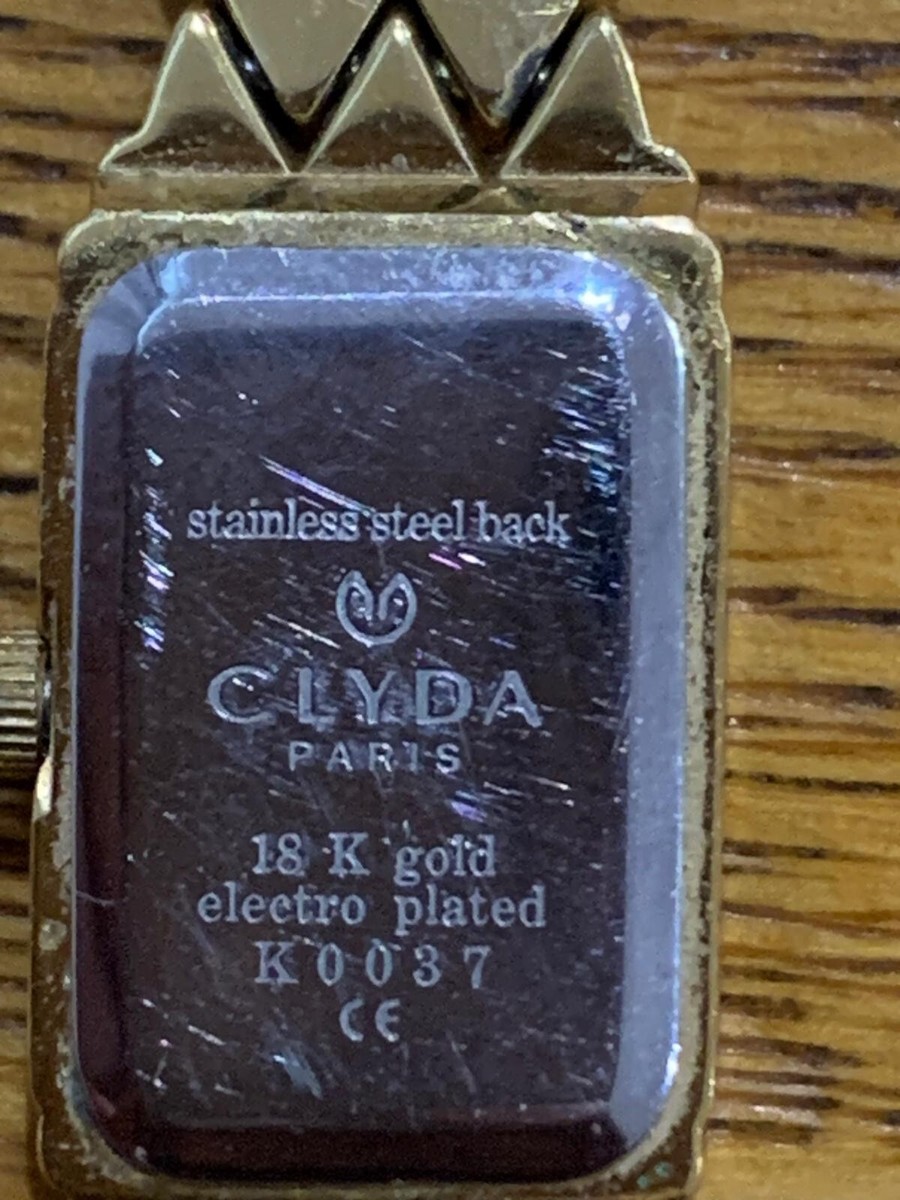 stainless steel back
CLYDA
PARIS
18 K gold
electro plated
K0037
CE